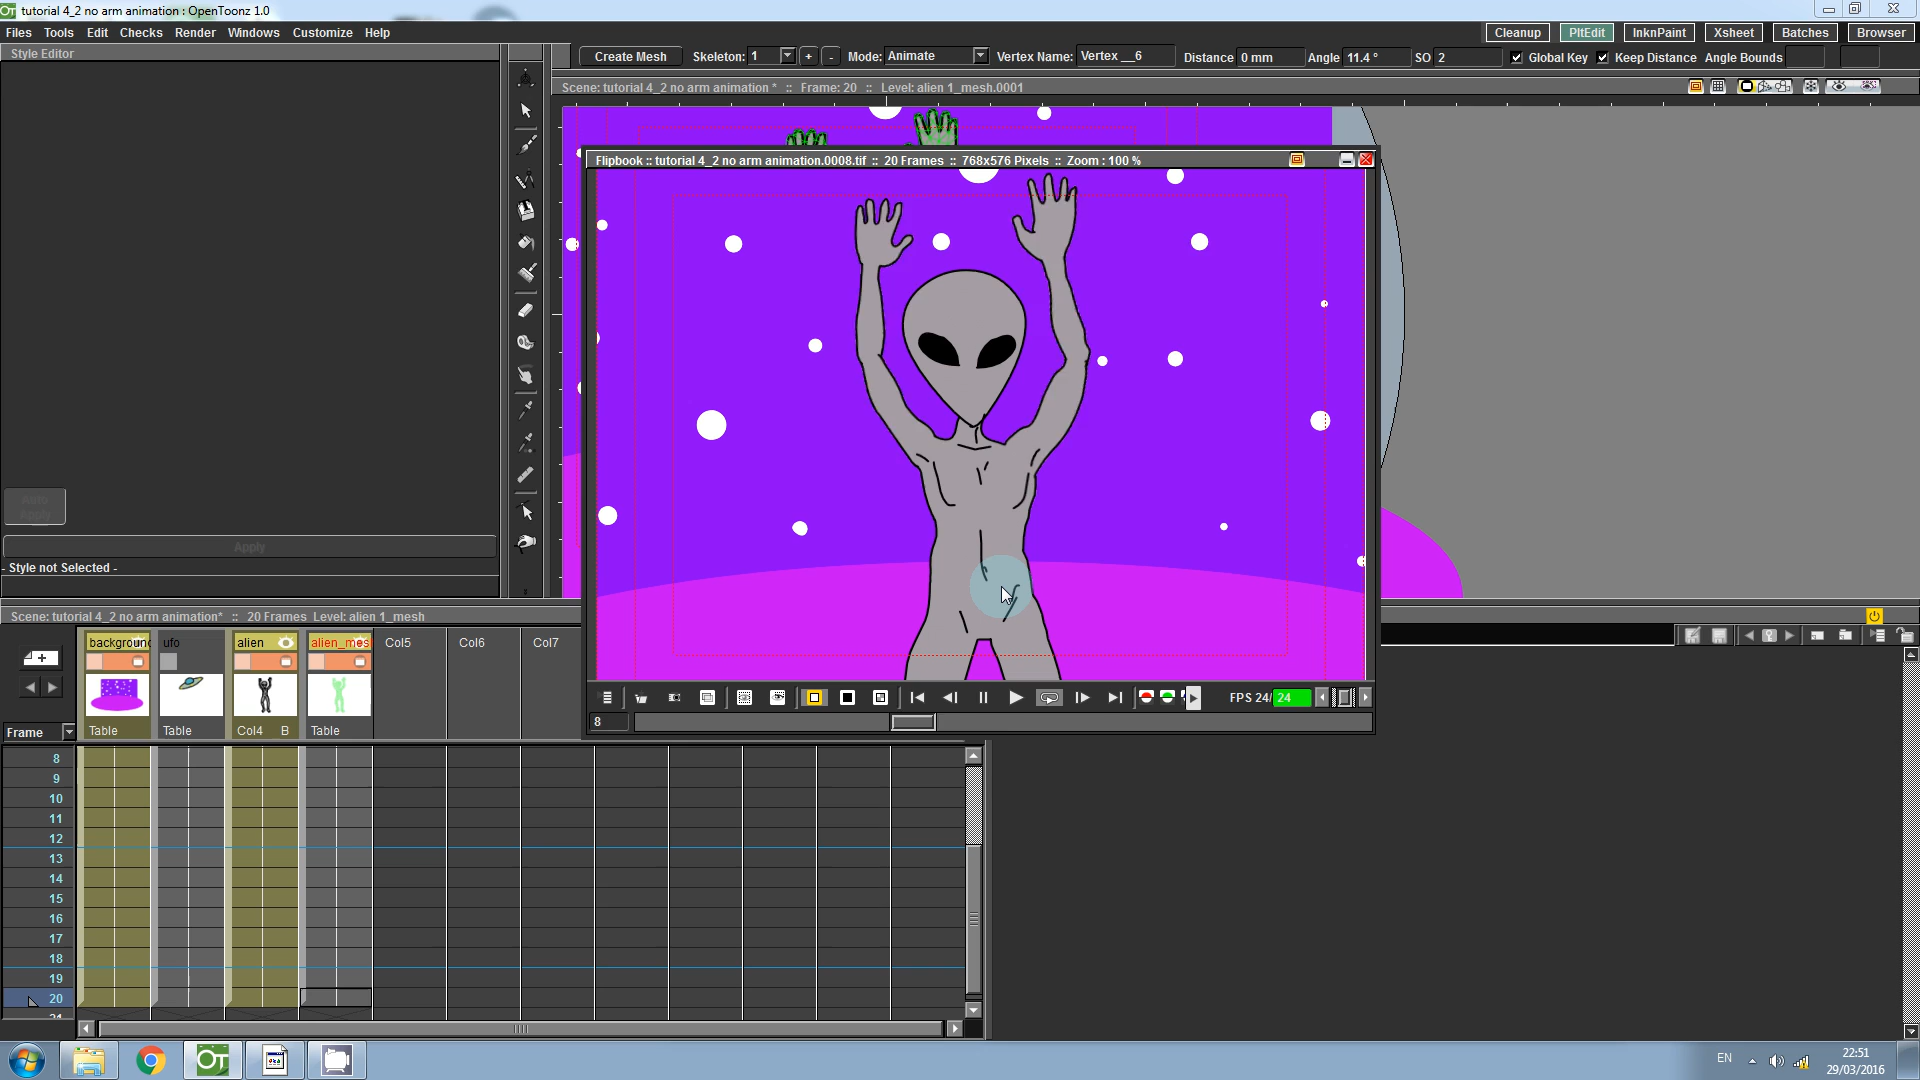 tutorial 4_2 no arm animation : OpenToonz 1.0
Files Tools Edit Checks Render Windows Customize Help
Cleanup PltEdit InknPaint Xsheet Batches Browser
Style Editor
Create Mesh Skeleton: 1 + - Mode: Animate Vertex Name: Vertex __6 Distance 0 mm Angle 11.4 ° SO 2 Global Key Keep Distance Angle Bounds
Scene: tutorial 4_2 no arm animation * :: Frame: 20 :: Level: alien 1_mesh.0001
Flipbook :: tutorial 4_2 no arm animation.0008.tif :: 20 Frames :: 768x576 Pixels :: Zoom : 100 %
Auto
Apply
Apply
- Style not Selected -
Scene: tutorial 4_2 no arm animation* :: 20 Frames Level: alien 1_mesh
background ufo alien alien_mes Col5 Col6 Col7
FPS 24/ 24
8
Frame Table Table Col4 B Table
8
9
10
11
12
13
14
15
16
17
18
19
20
EN
22:51
29/03/2016